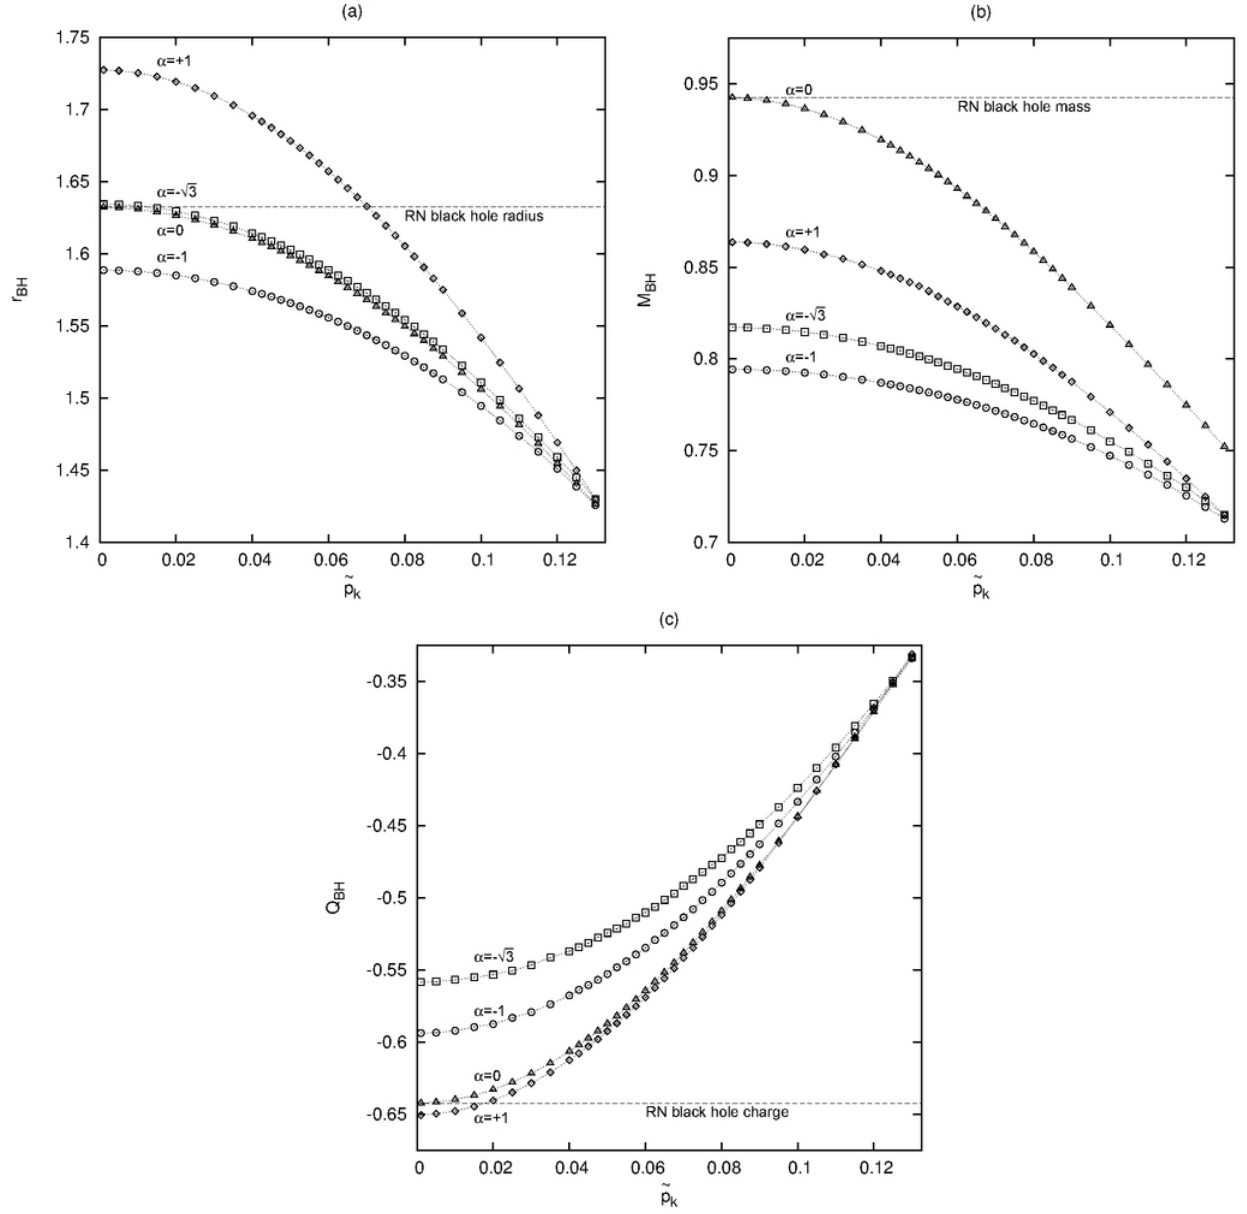 (a)
1.75
1.7
1.65
1.6
1.55
1.5
1.45
1.4
r_BH
α=+1
α=-√3
RN black hole radius
α=0
α=-1
0 0.02 0.04 0.06 0.08 0.1 0.12
p̃_k
(b)
0.95
0.9
0.85
0.8
0.75
0.7
M_BH
α=0
RN black hole mass
α=+1
α=-√3
α=-1
0 0.02 0.04 0.06 0.08 0.1 0.12
p̃_k
(c)
-0.35
-0.4
-0.45
-0.5
-0.55
-0.6
-0.65
Q_BH
α=-√3
α=-1
α=0
RN black hole charge
α=+1
0 0.02 0.04 0.06 0.08 0.1 0.12
p̃_k